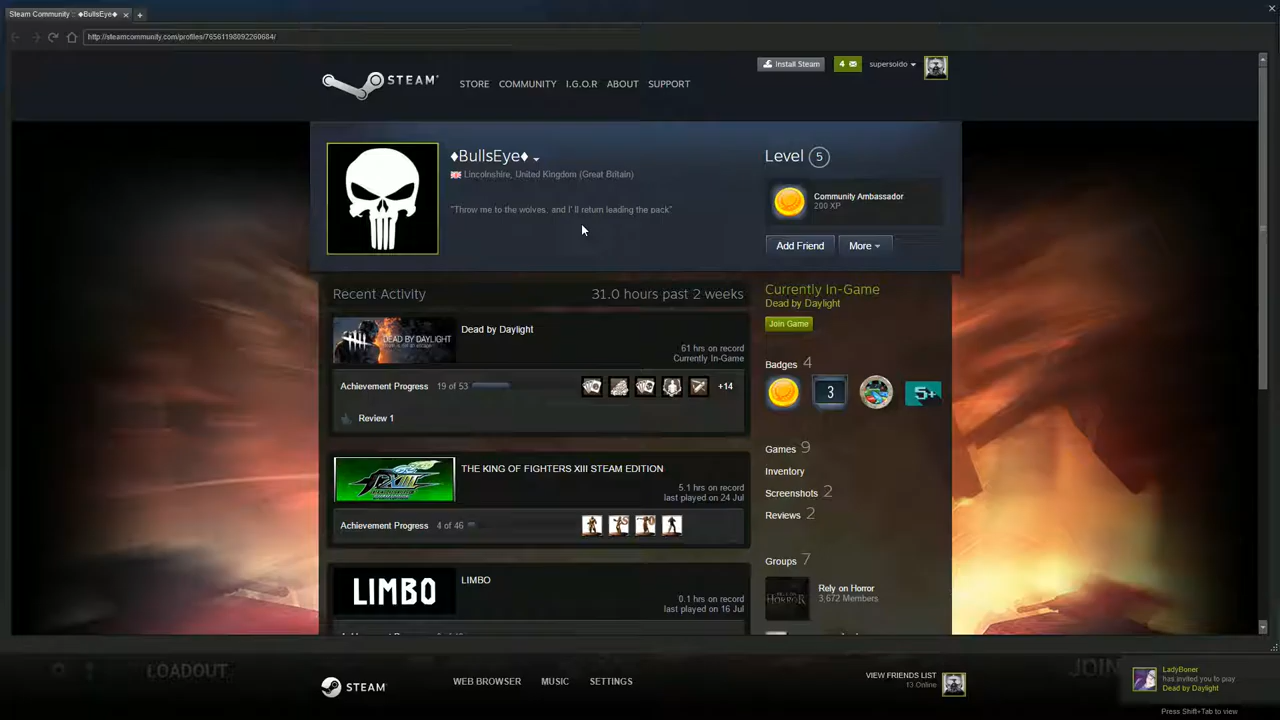 Steam Community :: ♦BullsEye♦
http://steamcommunity.com/profiles/76561198092260684/
Install Steam
4
supersoldo
STEAM
STORE COMMUNITY I.G.O.R ABOUT SUPPORT
♦BullsEye♦
Lincolnshire, United Kingdom (Great Britain)
"Throw me to the wolves, and I' ll return leading the pack"
Level 5
Community Ambassador
200 XP
Add Friend
More
Recent Activity
31.0 hours past 2 weeks
DEAD BY DAYLIGHT
Dead by Daylight
61 hrs on record
Currently In-Game
Achievement Progress 19 of 53
+14
Review 1
XIII
THE KING OF FIGHTERS XIII STEAM EDITION
5.1 hrs on record
last played on 24 Jul
Achievement Progress 4 of 46
LIMBO
LIMBO
0.1 hrs on record
last played on 16 Jul
Currently In-Game
Dead by Daylight
Join Game
Badges 4
3
5+
Games 9
Inventory
Screenshots 2
Reviews 2
Groups 7
Rely on Horror
3,672 Members
LOADOUT
JOIN
STEAM
WEB BROWSER MUSIC SETTINGS
VIEW FRIENDS LIST
13 Online
LadyBoner
has invited you to play
Dead by Daylight
Press Shift+Tab to view